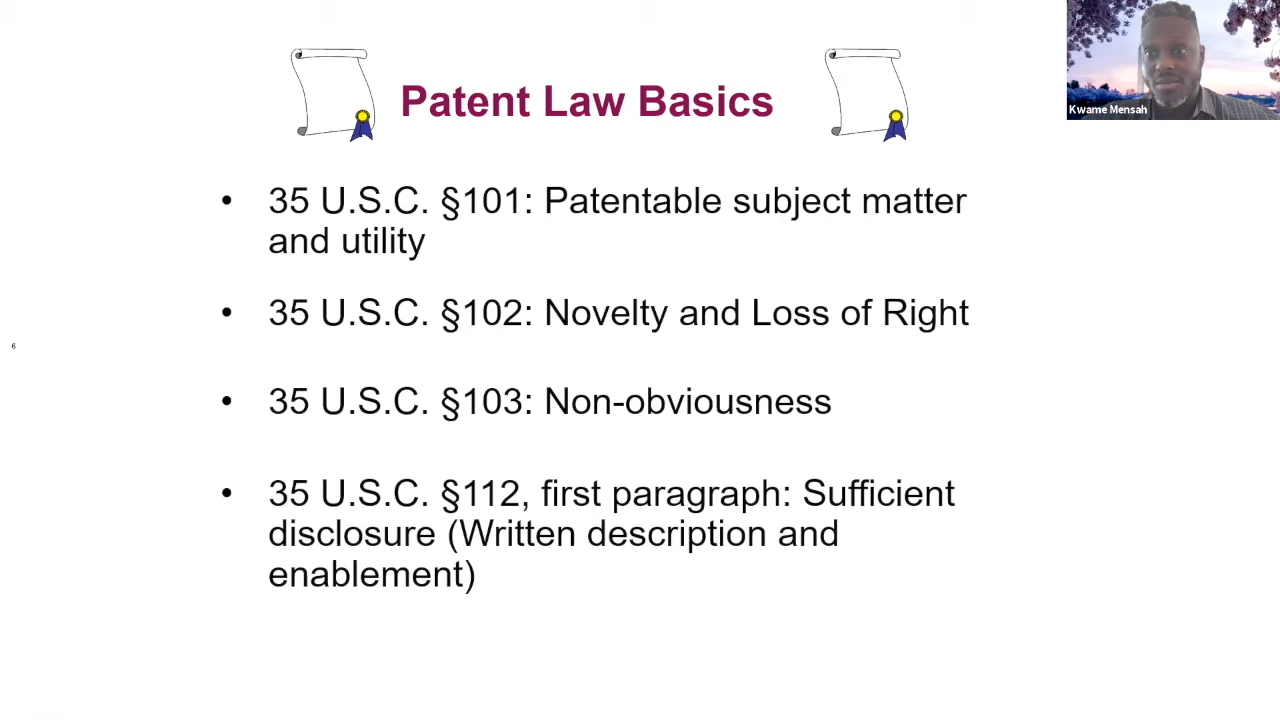 Patent Law Basics
Kwame Mensah
• 35 U.S.C. §101: Patentable subject matter
and utility
• 35 U.S.C. §102: Novelty and Loss of Right
6
• 35 U.S.C. §103: Non-obviousness
• 35 U.S.C. §112, first paragraph: Sufficient
disclosure (Written description and
enablement)